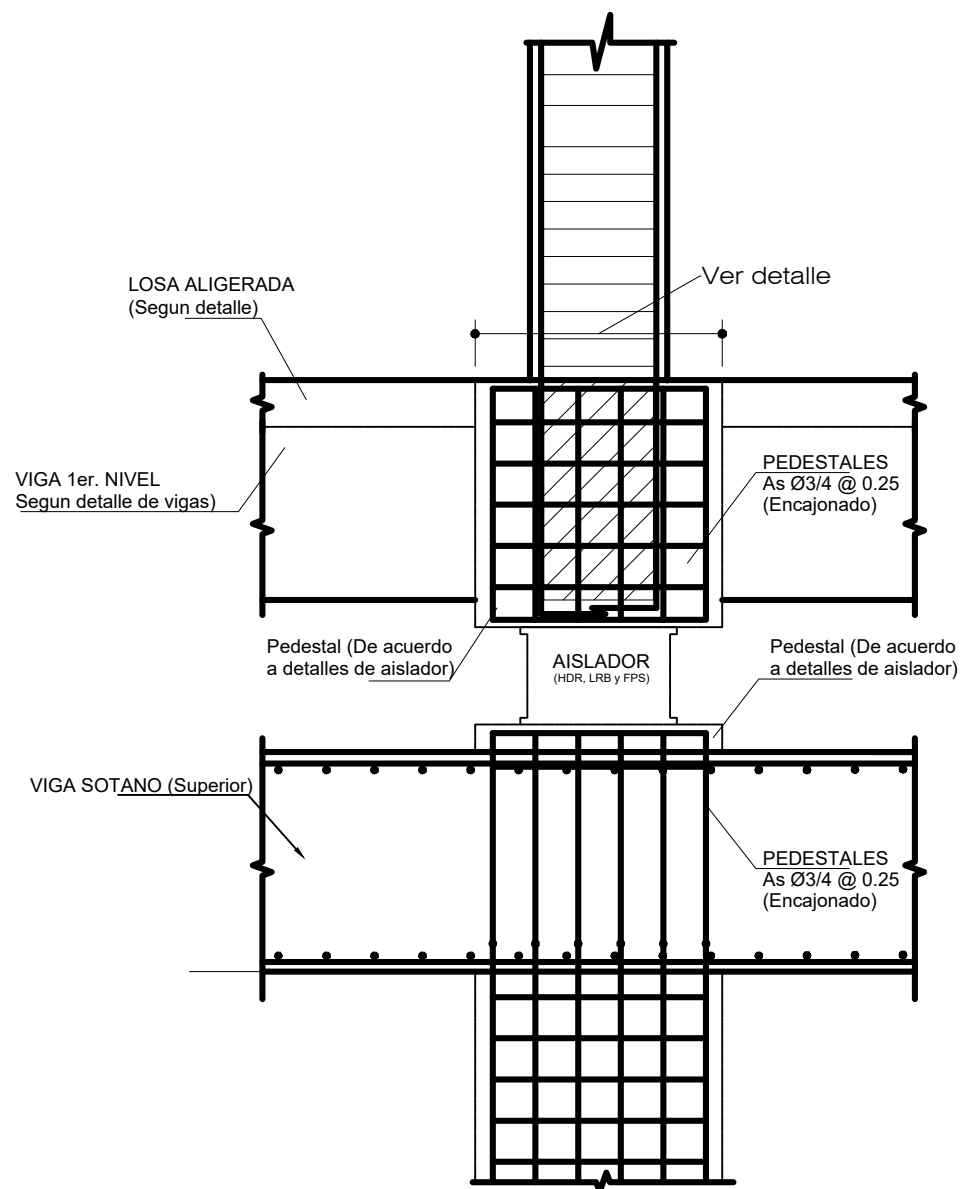 Ver detalle
LOSA ALIGERADA
(Segun detalle)
VIGA 1er. NIVEL
Segun detalle de vigas)
PEDESTALES
As Ø3/4 @ 0.25
(Encajonado)
Pedestal (De acuerdo
a detalles de aislador)
AISLADOR
(HDR, LRB y FPS)
Pedestal (De acuerdo
a detalles de aislador)
VIGA SOTANO (Superior)
PEDESTALES
As Ø3/4 @ 0.25
(Encajonado)